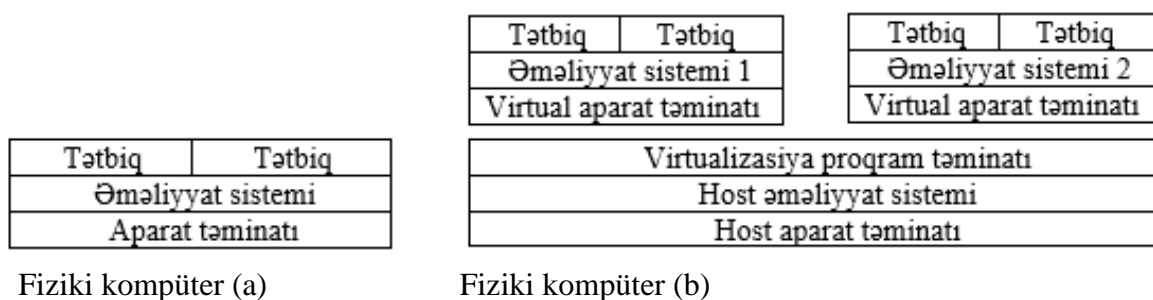 Tətbiq Tətbiq
Əməliyyat sistemi 1
Virtual aparat təminatı
Tətbiq Tətbiq
Əməliyyat sistemi 2
Virtual aparat təminatı
Tətbiq Tətbiq
Əməliyyat sistemi
Aparat təminatı
Virtualizasiya proqram təminatı
Host əməliyyat sistemi
Host aparat təminatı
Fiziki kompüter (a)
Fiziki kompüter (b)